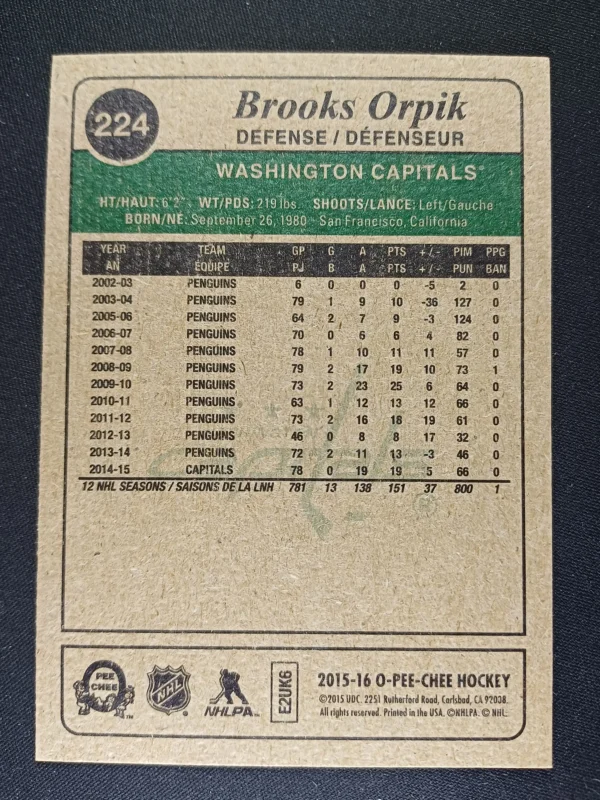 224
Brooks Orpik
DEFENSE / DÉFENSEUR
WASHINGTON CAPITALS
HT/HAUT: 6'2" WT/PDS: 219 lbs. SHOOTS/LANCE: Left/Gauche
BORN/NÉ: September 26, 1980 - San Francisco, California
YEAR TEAM GP G A PTS +/- PIM PPG
AN ÉQUIPE PJ B A PTS +/- PUN BAN
2002-03 PENGUINS 6 0 0 0 -5 2 0
2003-04 PENGUINS 79 1 9 10 -36 127 0
2005-06 PENGUINS 64 2 7 9 -3 124 0
2006-07 PENGUINS 70 0 6 6 4 82 0
2007-08 PENGUINS 78 1 10 11 11 57 0
2008-09 PENGUINS 79 2 17 19 10 73 1
2009-10 PENGUINS 73 2 23 25 6 64 0
2010-11 PENGUINS 63 1 12 13 12 66 0
2011-12 PENGUINS 73 2 16 18 19 61 0
2012-13 PENGUINS 46 0 8 8 17 32 0
2013-14 PENGUINS 72 2 11 13 -3 46 0
2014-15 CAPITALS 78 0 19 19 5 66 0
12 NHL SEASONS / SAISONS DE LA LNH 781 13 138 151 37 800 1
PEE
CHEE
NHL
NHLPA
E2UK6
2015-16 O-PEE-CHEE HOCKEY
©2015 UDC. 2251 Rutherford Road, Carlsbad, CA 92008.
All rights reserved. Printed in the USA. ©NHLPA. © NHL.